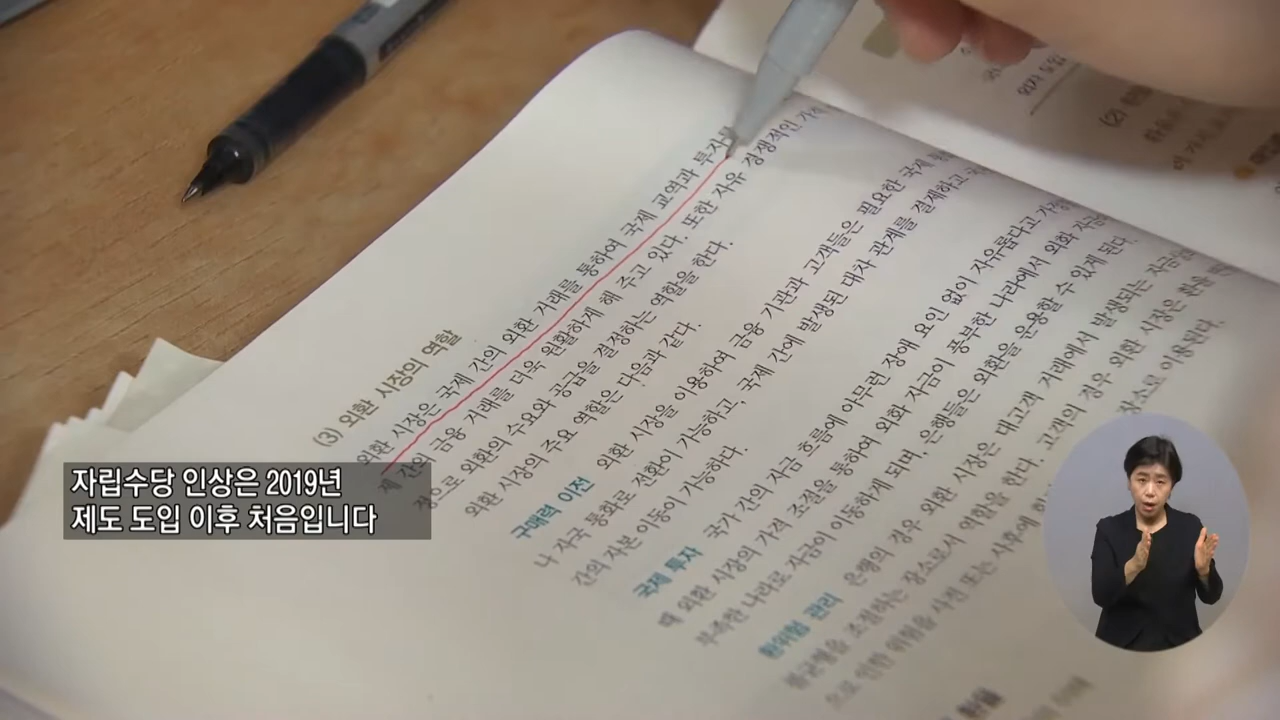 (3) 외환 시장의 역할
외환 시장은 국제 간의 외환 거래를 통하여 국제 교역과 투자
제 간의 금융 거래를 더욱 원활하게 해 주고 있다. 또한 자유 경쟁적인 가격
장으로 외환의 수요와 공급을 결정하는 역할을 한다.
외환 시장의 주요 역할은 다음과 같다.
구매력 이전 외환 시장을 이용하여 금융 기관과 고객들은 필요한 국제
나 자국 통화로 전환이 가능하고, 국제 간에 발생된 대차 관계를 결제하고
간의 자본 이동이 가능하다.
국제 투자 국가 간의 자금 흐름에 아무런 장애 요인 없이 자유롭다고
때 외환 시장의 가격 조절을 통하여 외화 자금이 풍부한 나라에서 외화
부족한 나라로 자금이 이동하게 되며, 은행들은 외환을 운용할 수 있게 된다.
환위험 관리 은행의 경우 외환 시장은 대고객 거래에서 발생되는
불균형을 조정하는 장소로서 역할을 한다. 고객의 경우 외환 시장은 환율
으로 인한 위험을 사전 또는 사후에 장소로 이용된다.
(2)
자립수당 인상은 2019년
제도 도입 이후 처음입니다